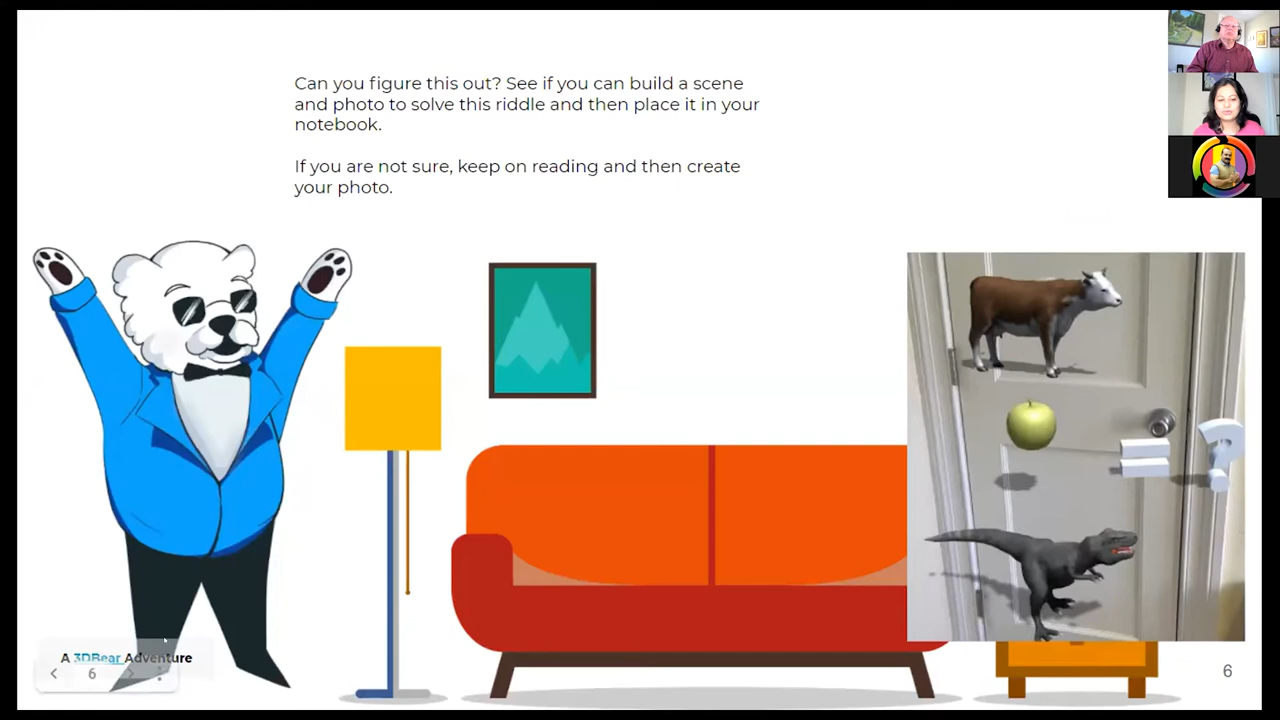 Can you figure this out? See if you can build a scene
and photo to solve this riddle and then place it in your
notebook.
If you are not sure, keep on reading and then create
your photo.
= ?
A 3DBear Adventure
6
6